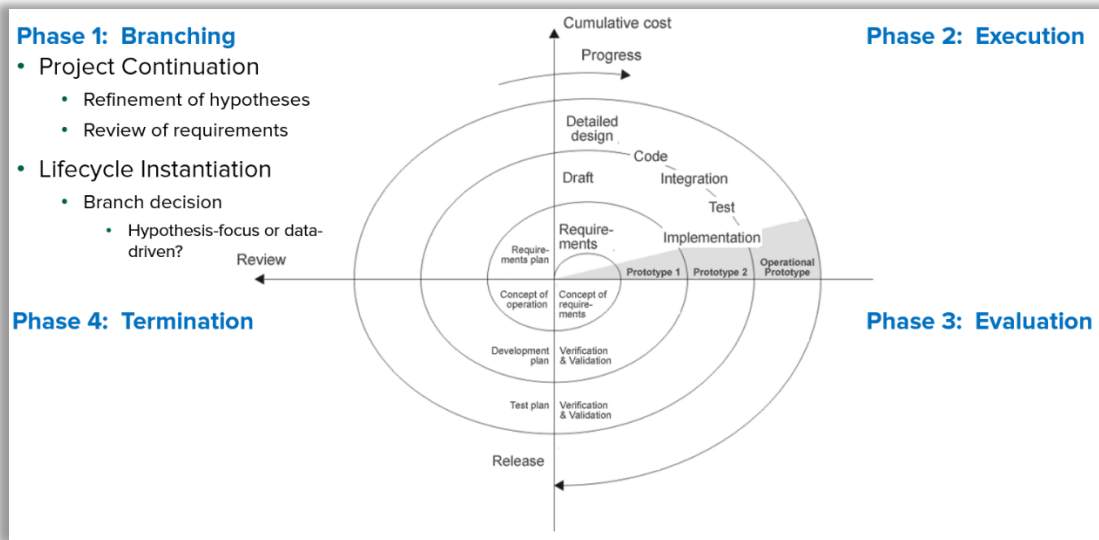 Phase 1: Branching
• Project Continuation
• Refinement of hypotheses
• Review of requirements
• Lifecycle Instantiation
• Branch decision
• Hypothesis-focus or data-
driven?
Phase 2: Execution
Cumulative cost
Progress
Detailed
design
Code
Integration
Test
Draft
Require-
ments
Implementation
Require-
ments plan
Review
Prototype 1
Prototype 2
Operational
Prototype
Concept of
operation
Concept of
require-
ments
Phase 4: Termination
Phase 3: Evaluation
Development
plan
Verification
& Validation
Test plan
Verification
& Validation
Release